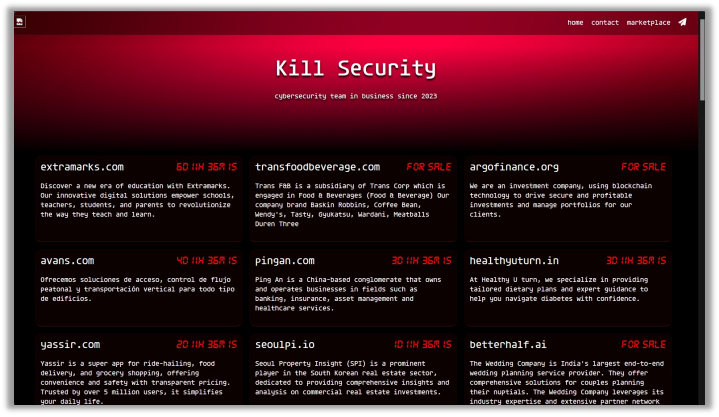 home contact marketplace
Kill Security
cybersecurity team in business since 2023
extramarks.com 6D 11H 36M 1S
Discover a new era of education with Extramarks.
Our innovative digital solutions empower schools,
teachers, students, and parents to revolutionize
the way they teach and learn.
transfoodbeverage.com FOR SALE
Trans F&B is a subsidiary of Trans Corp which is
engaged in Food & Beverages (Food & Beverage) Our
company brand Baskin Robbins, Coffee Bean,
Wendy's, Tasty, Gyukatsu, Wardani, Meatballs
Duren Three
argofinance.org FOR SALE
We are an investment company, using blockchain
technology to drive secure and profitable
investments and manage portfolios for our
clients.
avans.com 4D 11H 36M 1S
Ofrecemos soluciones de acceso, control de flujo
peatonal y transportación vertical para todo tipo
de edificios.
pingan.com 3D 11H 36M 1S
Ping An is a China-based conglomerate that owns
and operates businesses in fields such as
banking, insurance, asset management and
healthcare services.
healthyuturn.in 3D 11H 36M 1S
At Healthy U turn, we specialize in providing
tailored dietary plans and expert guidance to
help you navigate diabetes with confidence.
yassir.com 2D 11H 36M 1S
Yassir is a super app for ride-hailing, food
delivery, and grocery shopping, offering
convenience and safety with transparent pricing.
Trusted by over 5 million users, it simplifies
your daily life.
seoulpi.io 1D 11H 36M 1S
Seoul Property Insight (SPI) is a prominent
player in the South Korean real estate sector,
dedicated to providing comprehensive insights and
analysis on commercial real estate investments.
betterhalf.ai FOR SALE
The Wedding Company is India's largest end-to-end
wedding planning service provider. They offer
comprehensive solutions for couples planning
their nuptials. The Wedding Company leverages its
industry expertise and extensive partner network